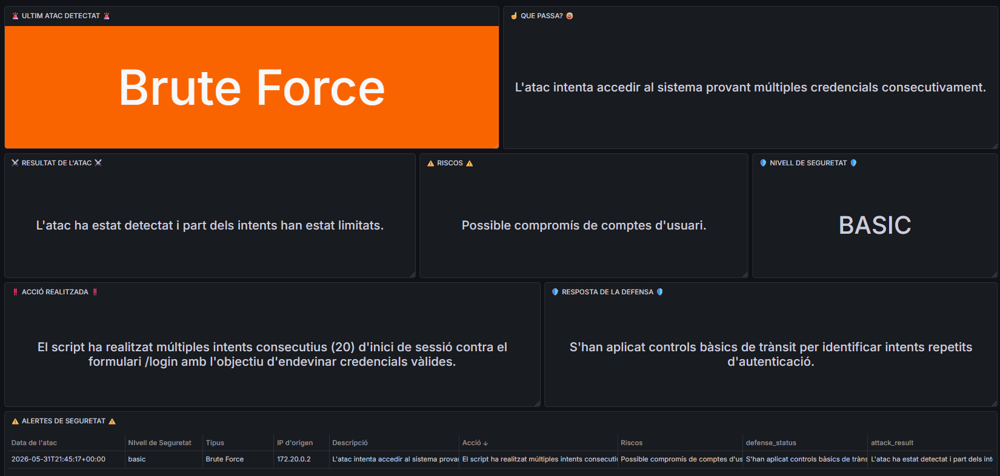 🚨 ULTIM ATAC DETECTAT 🚨
Brute Force
☝️ QUE PASSA? 🤡
L'atac intenta accedir al sistema provant múltiples credencials consecutivament.
⚔️ RESULTAT DE L'ATAC ⚔️
L'atac ha estat detectat i part dels intents han estat limitats.
⚠️ RISCOS ⚠️
Possible compromís de comptes d'usuari.
🛡️ NIVELL DE SEGURETAT 🛡️
BASIC
‼️ ACCIÓ REALITZADA ‼️
El script ha realitzat múltiples intents consecutius (20) d'inici de sessió contra el
formulari /login amb l'objectiu d'endevinar credencials vàlides.
🛡️ RESPOSTA DE LA DEFENSA 🛡️
S'han aplicat controls bàsics de trànsit per identificar intents repetits
d'autenticació.
⚠️ ALERTES DE SEGURETAT ⚠️
Data de l'atac NIvell de Seguretat Tipus IP d'origen Descripció Acció ↓ Riscos defense_status attack_result
2026-05-31T21:45:17+00:00 basic Brute Force 172.20.0.2 L'atac intenta accedir al sistema prova El script ha realitzat múltiples intents consecuti Possible compromís de comptes d'us S'han aplicat controls bàsics de tràns L'atac ha estat detectat i part dels int